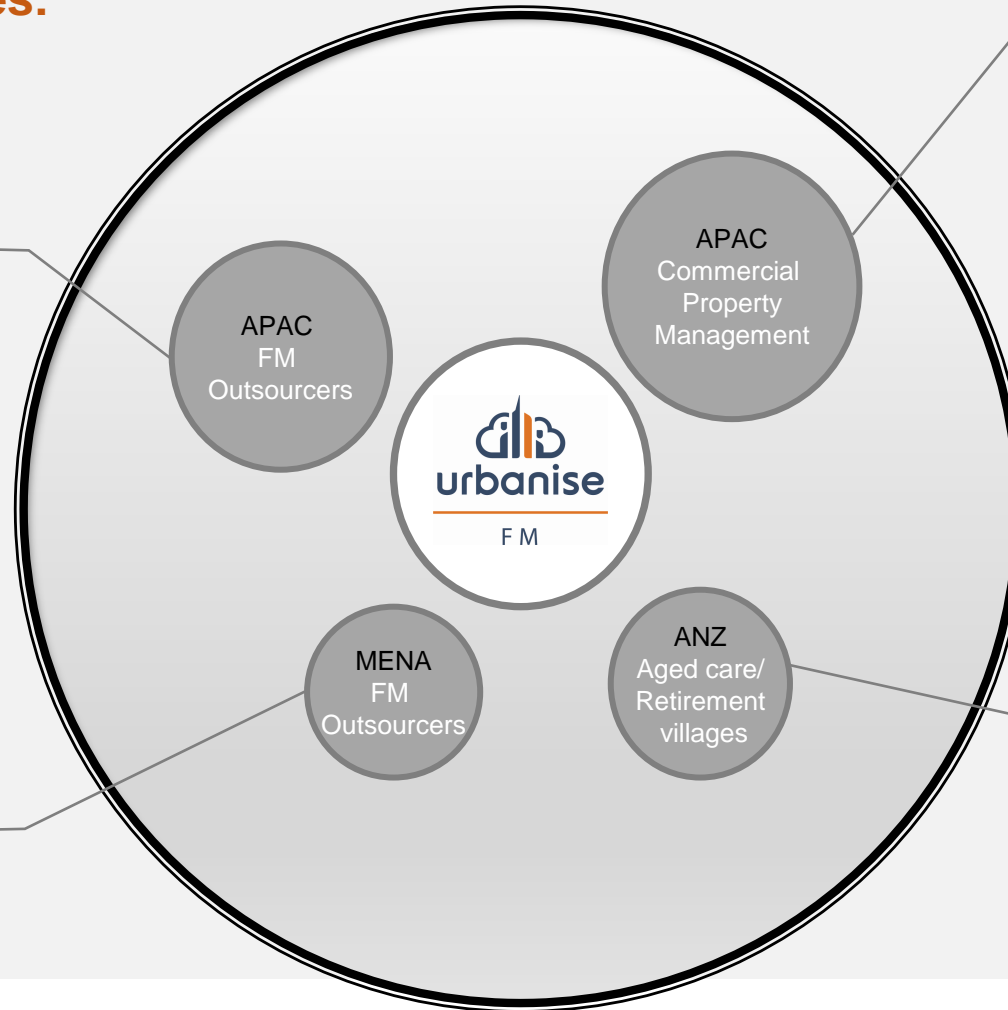 es:
APAC
Commercial
Property
Management
APAC
FM
Outsourcers
urbanise
FM
MENA
FM
Outsourcers
ANZ
Aged care/
Retirement
villages